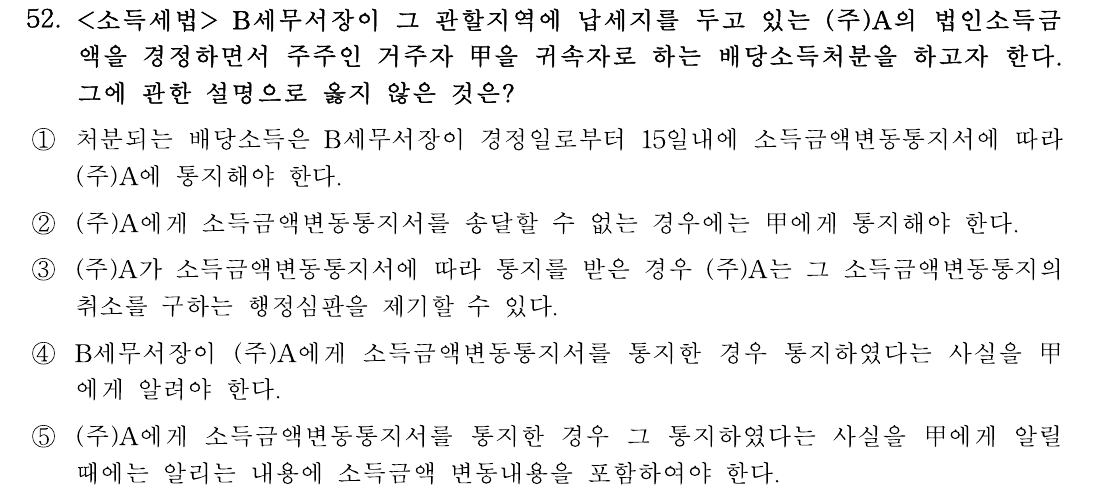 52. <소득세법> B세무서장이 그 관할지역에 납세지를 두고 있는 (주)A의 법인소득금
액을 경정하면서 주주인 거주자 甲을 귀속자로 하는 배당소득처분을 하고자 한다.
그에 관한 설명으로 옳지 않은 것은?
① 처분되는 배당소득은 B세무서장이 경정일로부터 15일내에 소득금액변동통지서에 따라
(주)A에 통지해야 한다.
② (주)A에게 소득금액변동통지서를 송달할 수 없는 경우에는 甲에게 통지해야 한다.
③ (주)A가 소득금액변동통지서에 따라 통지를 받은 경우 (주)A는 그 소득금액변동통지의
취소를 구하는 행정심판을 제기할 수 있다.
④ B세무서장이 (주)A에게 소득금액변동통지서를 통지한 경우 통지하였다는 사실을 甲
에게 알려야 한다.
⑤ (주)A에게 소득금액변동통지서를 통지한 경우 그 통지하였다는 사실을 甲에게 알릴
때에는 알리는 내용에 소득금액 변동내용을 포함하여야 한다.